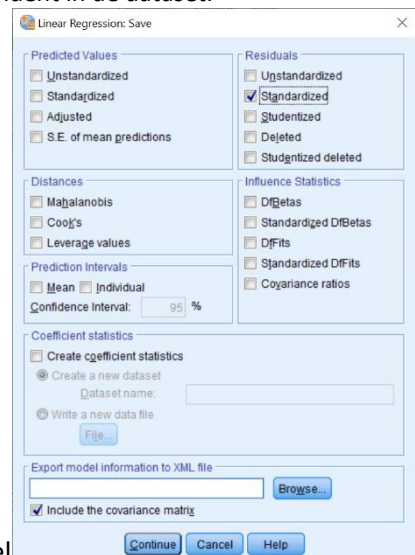 Linear Regression: Save
Predicted Values
Unstandardized
Standardized
Adjusted
S.E. of mean predictions
Residuals
Unstandardized
Standardized
Studentized
Deleted
Studentized deleted
Distances
Mahalanobis
Cook's
Leverage values
Influence Statistics
DfBetas
Standardized DfBetas
DfFits
Standardized DfFits
Covariance ratios
Prediction Intervals
Mean Individual
Confidence Interval: 95 %
Coefficient statistics
Create coefficient statistics
Create a new dataset
Dataset name:
Write a new data file
File...
Export model information to XML file
Browse...
Include the covariance matrix
Continue Cancel Help